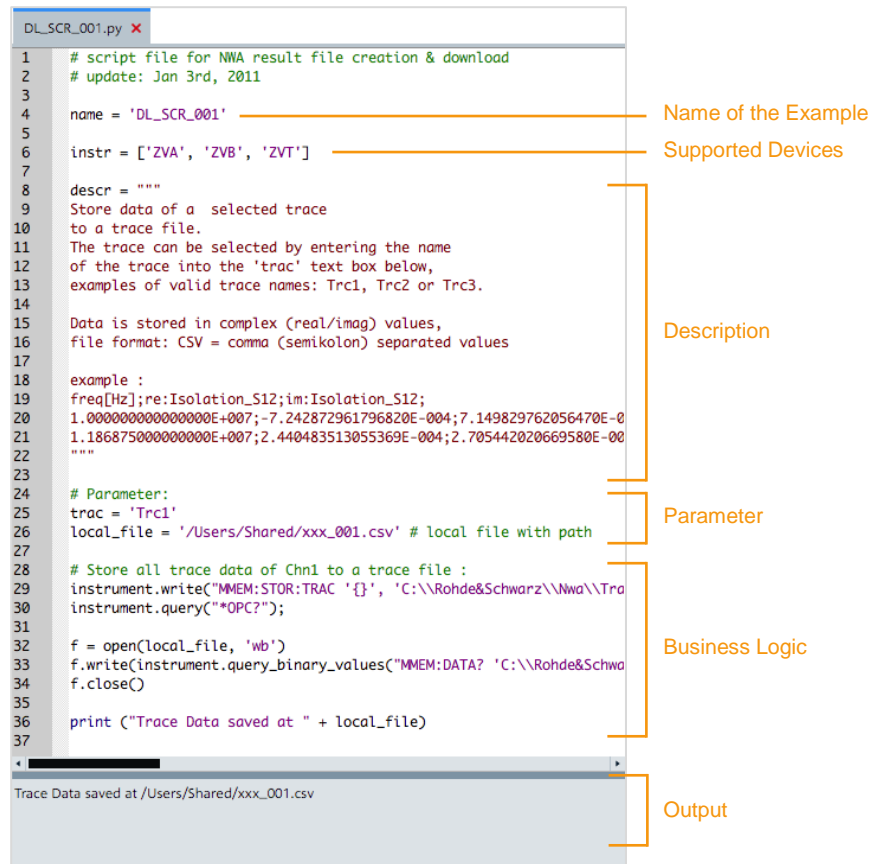 DL_SCR_001.py ✕
1 # script file for NWA result file creation & download
2 # update: Jan 3rd, 2011
3
4 name = 'DL_SCR_001'
Name of the Example
5
6 instr = ['ZVA', 'ZVB', 'ZVT']
Supported Devices
7
8 descr = """
9 Store data of a  selected trace
10 to a trace file.
11 The trace can be selected by entering the name
12 of the trace into the 'trac' text box below,
13 examples of valid trace names: Trc1, Trc2 or Trc3.
14
15 Data is stored in complex (real/imag) values,
Description
16 file format: CSV = comma (semikolon) separated values
17
18 example :
19 freq[Hz];re:Isolation_S12;im:Isolation_S12;
20 1.000000000000000E+007;-7.242872961796820E-004;7.149829762056470E-0
21 1.186875000000000E+007;2.440483513055369E-004;2.705442020669580E-00
22 """
23
24 # Parameter:
25 trac = 'Trc1'
Parameter
26 local_file = '/Users/Shared/xxx_001.csv' # local file with path
27
28 # Store all trace data of Chn1 to a trace file :
29 instrument.write("MMEM:STOR:TRAC '{}', 'C:\\Rohde&Schwarz\\Nwa\\Tra
30 instrument.query("*OPC?");
31
32 f = open(local_file, 'wb')
Business Logic
33 f.write(instrument.query_binary_values("MMEM:DATA? 'C:\\Rohde&Schwa
34 f.close()
35
36 print ("Trace Data saved at " + local_file)
37
Trace Data saved at /Users/Shared/xxx_001.csv
Output